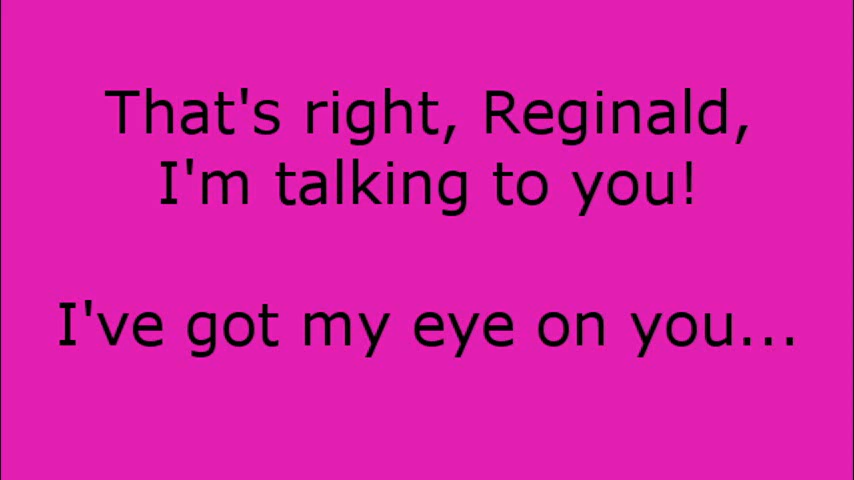 That's right, Reginald,
I'm talking to you!
I've got my eye on you...